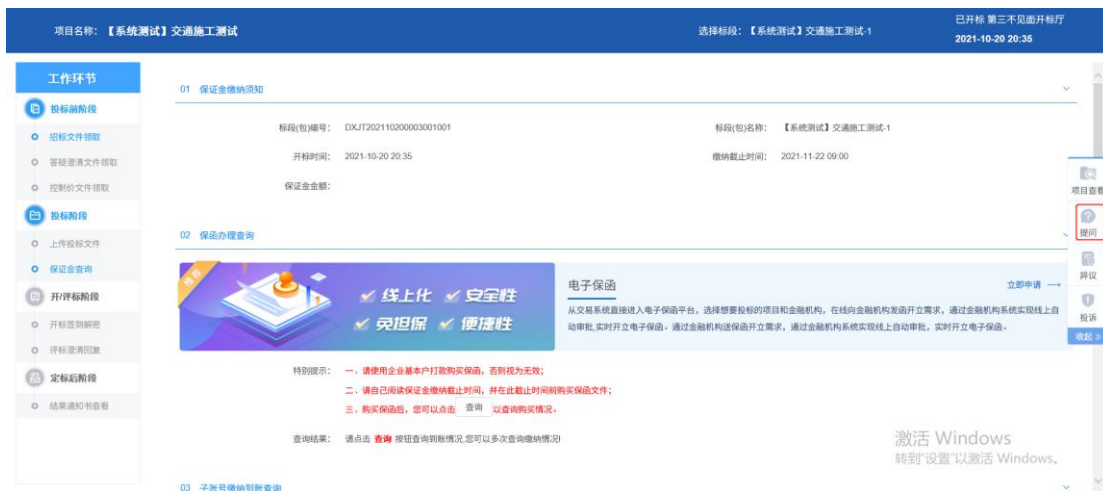 项目名称：【系统测试】交通施工测试
选择标段：【系统测试】交通施工测试-1
已开标 第三不见面开标厅
2021-10-20 20:35
工作环节
投标前阶段
招标文件领取
答疑澄清文件领取
控制价文件领取
投标阶段
上传投标文件
保证金查询
开/评标阶段
开标签到解密
评标澄清回复
定标后阶段
结果通知书查看
01 保证金缴纳须知
标段(包)编号： DXJT202110200003001001
标段(包)名称： 【系统测试】交通施工测试-1
开标时间： 2021-10-20 20:35
缴纳截止时间： 2021-11-22 09:00
保证金金额：
02 保函办理查询
推荐
线上化 安全性
免担保 便捷性
电子保函
立即申请
从交易系统直接进入电子保函平台，选择想要投标的项目和金融机构，在线向金融机构发函开立需求，通过金融机构系统实现线上自
动审批,实时开立电子保函。通过金融机构送保函开立需求，通过金融机构系统实现线上自动审批，实时开立电子保函。
特别提示： 一、请使用企业基本户打款购买保函，否则视为无效；
二、请自己阅读保证金缴纳截止时间，并在此截止时间前购买保函文件；
三、购买保函后，您可以点击 查询 以查询购买情况。
查询结果： 请点击 查询 按钮查询到账情况,您可以多次查询缴纳情况!
03 子账号缴纳到账查询
项目查看
提问
异议
投诉
收起
激活 Windows
转到"设置"以激活 Windows。